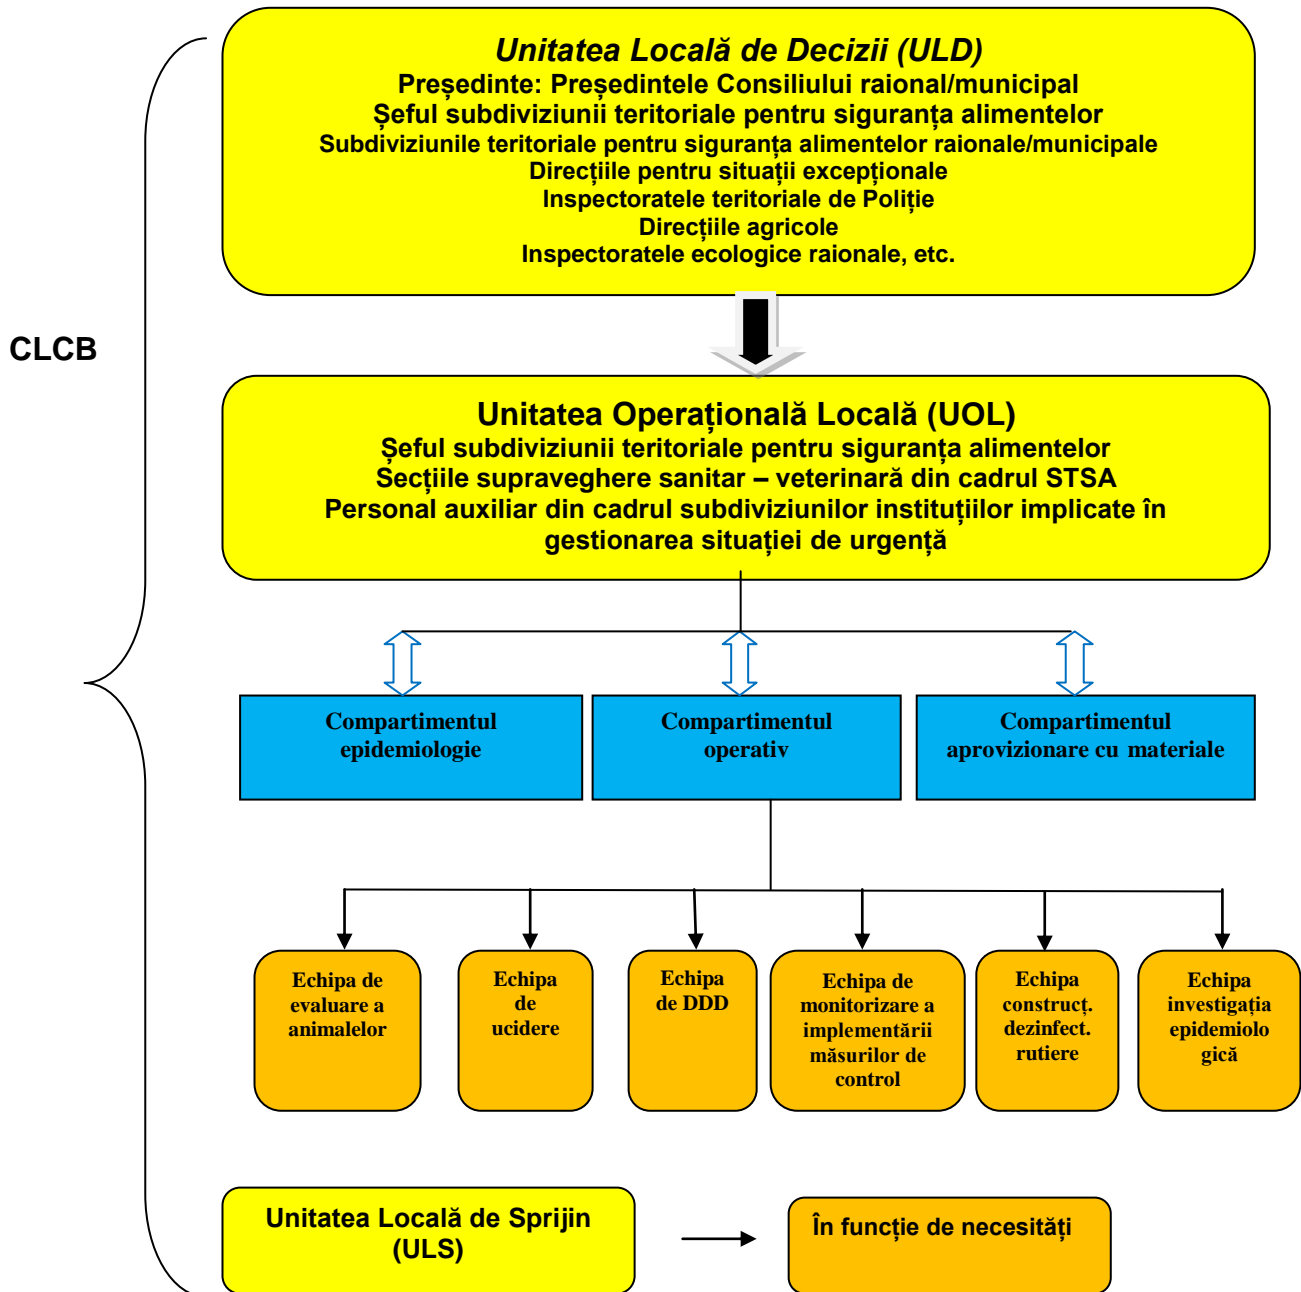 Unitatea Locală de Decizii (ULD)
Președinte: Președintele Consiliului raional/municipal
Șeful subdiviziunii teritoriale pentru siguranța alimentelor
Subdiviziunile teritoriale pentru siguranța alimentelor raionale/municipale
Direcțiile pentru situații excepționale
Inspectoratele teritoriale de Poliție
Direcțiile agricole
Inspectoratele ecologice raionale, etc.
CLCB
Unitatea Operațională Locală (UOL)
Șeful subdiviziunii teritoriale pentru siguranța alimentelor
Secțiile supraveghere sanitar – veterinară din cadrul STSA
Personal auxiliar din cadrul subdiviziunilor instituțiilor implicate în
gestionarea situației de urgență
Compartimentul
epidemiologie
Compartimentul
operativ
Compartimentul
aprovizionare cu materiale
Echipa de
evaluare a
animalelor
Echipa
de
ucidere
Echipa
de DDD
Echipa de
monitorizare a
implementării
măsurilor de
control
Echipa
construcț.
dezinfect.
rutiere
Echipa
investigația
epidemiolo
gică
Unitatea Locală de Sprijin
(ULS)
În funcție de necesități